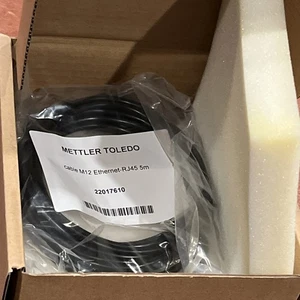 METTLER TOLEDO
cable M12 Ethernet-RJ45 5m
22017610